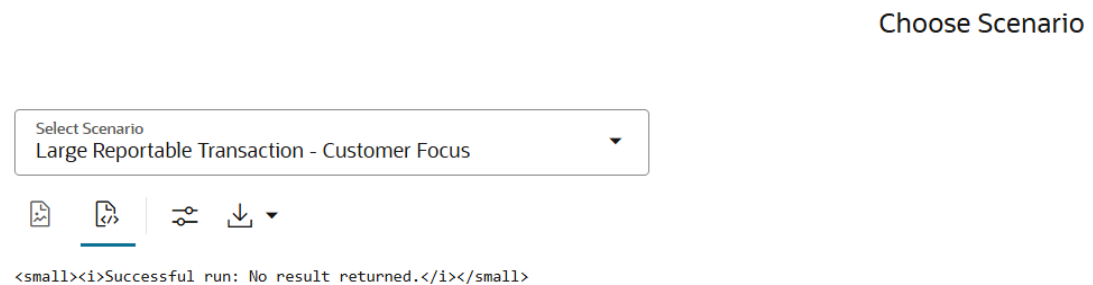 Choose Scenario
Select Scenario
Large Reportable Transaction - Customer Focus
<small><i>Successful run: No result returned.</i></small>